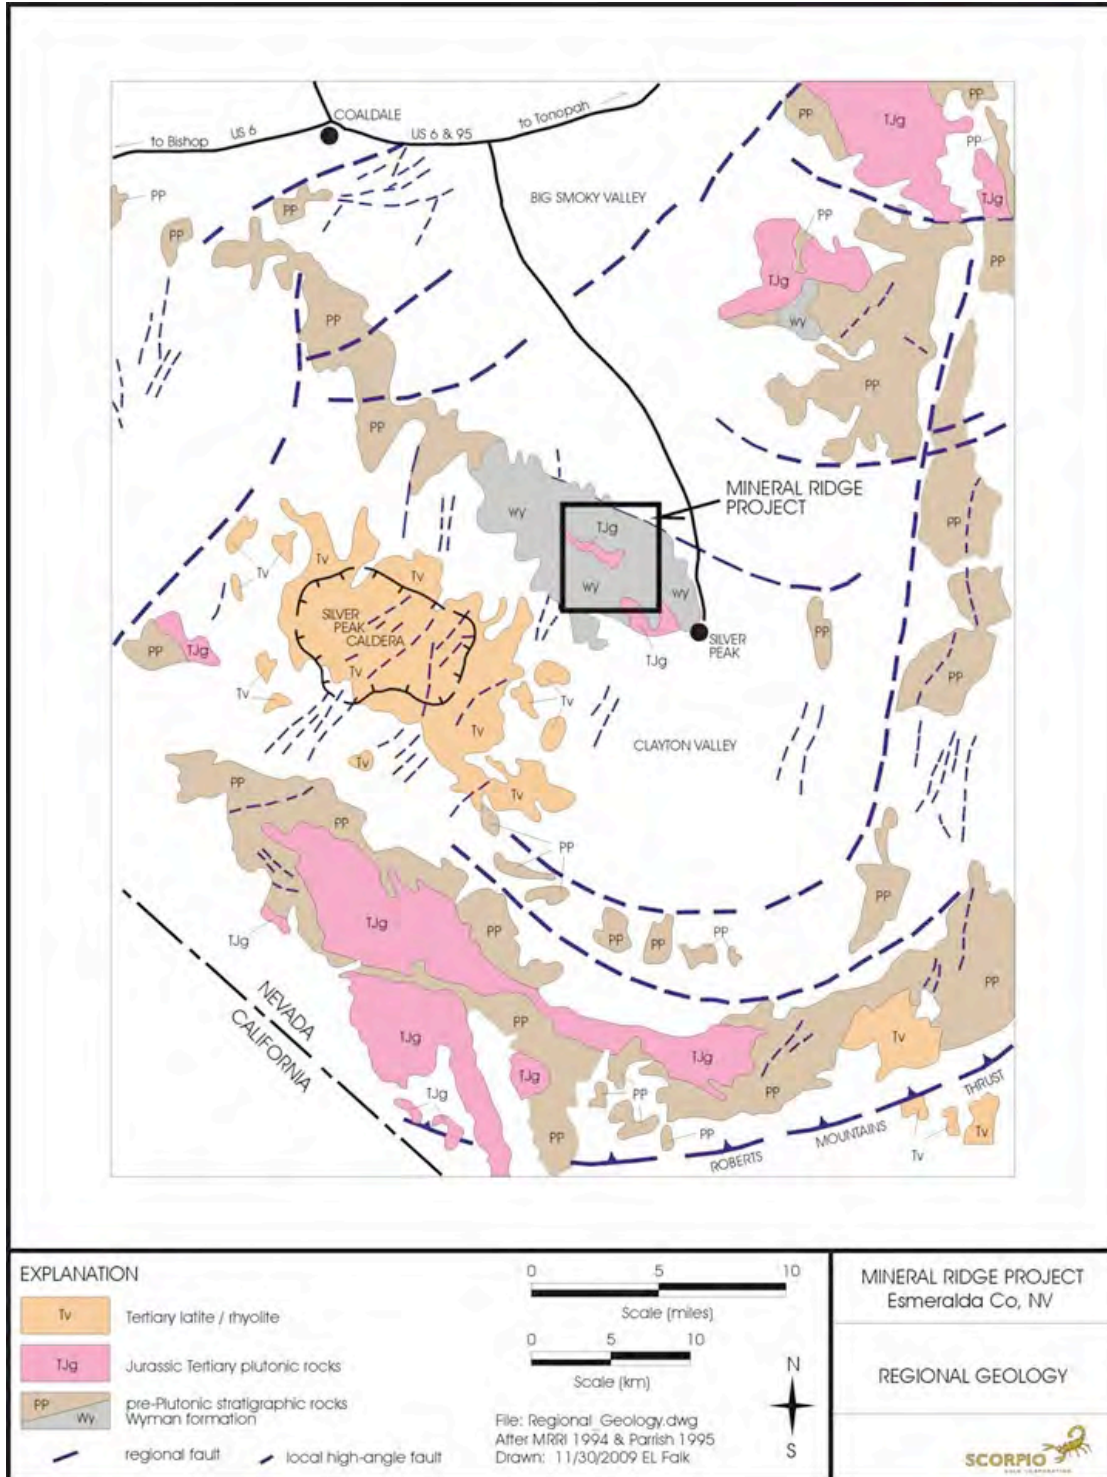 COALDALE
to Bishop
US 6
US 6 & 95
to Tonopah
PP
TJg
PP
PP
TJg
BIG SMOKY VALLEY
PP
PP
PP
PP
PP
TJg
PP
wy
PP
PP
MINERAL RIDGE
PROJECT
wy
TJg
PP
Tv
Tv
Tv
wy
wy
SILVER
PEAK
CALDERA
SILVER
PEAK
PP
PP
TJg
TJg
PP
Tv
Tv
Tv
Tv
CLAYTON VALLEY
Tv
Tv
PP
PP
PP
PP
TJg
TJg
PP
PP
PP
PP
PP
NEVADA
CALIFORNIA
TJg
PP
TJg
TJg
Tv
TJg
PP
PP
PP
PP
THRUST
MOUNTAINS
ROBERTS
Tv
Tv
EXPLANATION
Tv
Tertiary latite / rhyolite
TJg
Jurassic Tertiary plutonic rocks
PP
pre-Plutonic stratigraphic rocks
Wy
Wyman formation
regional fault
local high-angle fault
0 5 10
Scale (miles)
0 5 10
Scale (km)
N
S
File: Regional_Geology.dwg
After MRRI 1994 & Parrish 1995
Drawn: 11/30/2009 EL Falk
MINERAL RIDGE PROJECT
Esmeralda Co, NV
REGIONAL GEOLOGY
SCORPIO
GOLD CORPORATION